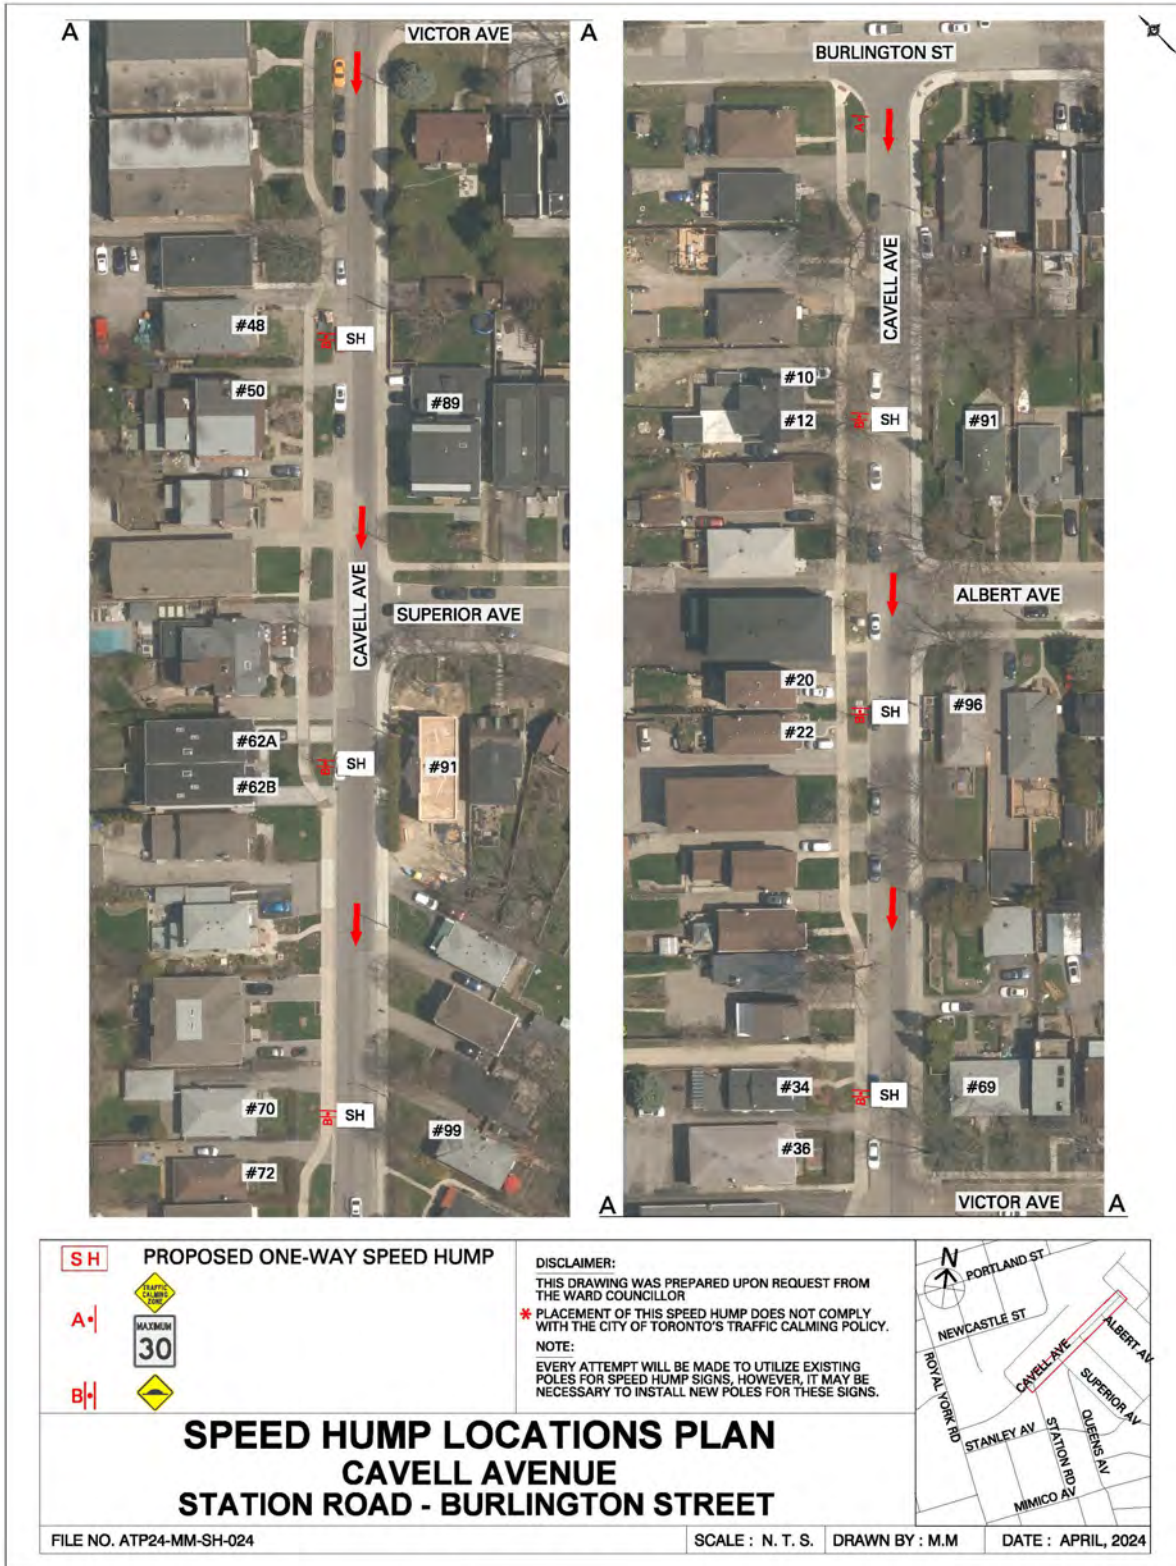 A
VICTOR AVE
A
#48
B
SH
#50
#89
CAVELL AVE
SUPERIOR AVE
#62A
B
SH
#62B
#91
#70
B
SH
#99
#72
BURLINGTON ST
A
CAVELL AVE
#10
#12
B
SH
#91
ALBERT AVE
#20
B
SH
#96
#22
#34
B
SH
#69
#36
A
VICTOR AVE
A
SH
PROPOSED ONE-WAY SPEED HUMP
TRAFFIC
CALMING
ZONE
A
MAXIMUM
30
B
DISCLAIMER:
THIS DRAWING WAS PREPARED UPON REQUEST FROM
THE WARD COUNCILLOR
* PLACEMENT OF THIS SPEED HUMP DOES NOT COMPLY
WITH THE CITY OF TORONTO'S TRAFFIC CALMING POLICY.
NOTE:
EVERY ATTEMPT WILL BE MADE TO UTILIZE EXISTING
POLES FOR SPEED HUMP SIGNS, HOWEVER, IT MAY BE
NECESSARY TO INSTALL NEW POLES FOR THESE SIGNS.
N
PORTLAND ST
NEWCASTLE ST
ALBERT AV
CAVELL AVE
ROYAL YORK RD
SUPERIOR AV
STANLEY AV
STATION RD
QUEENS AV
MIMICO AV
SPEED HUMP LOCATIONS PLAN
CAVELL AVENUE
STATION ROAD - BURLINGTON STREET
FILE NO. ATP24-MM-SH-024
SCALE : N. T. S.
DRAWN BY : M.M
DATE : APRIL, 2024